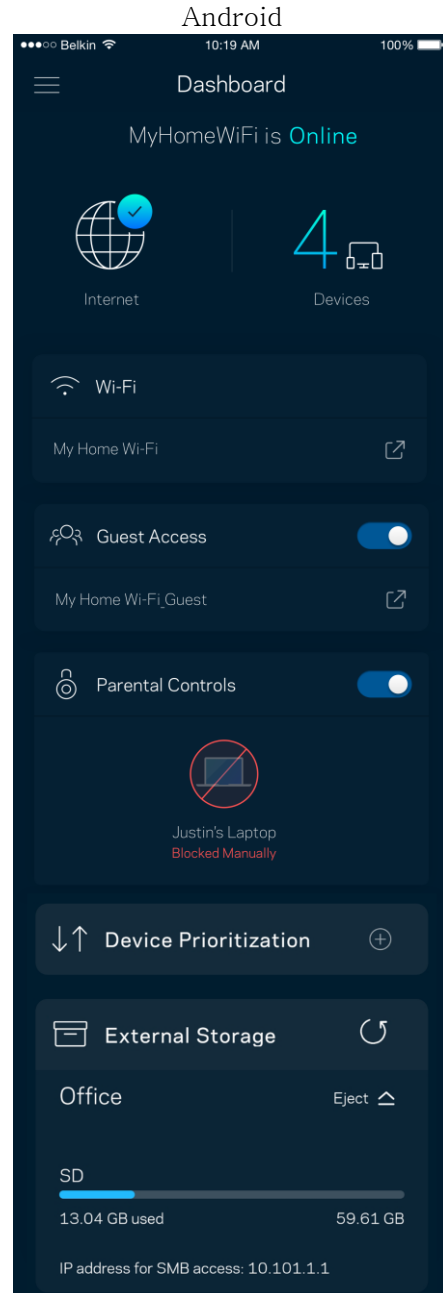 Android
Belkin 10:19 AM 100%
Dashboard
MyHomeWiFi is Online
4
Internet Devices
Wi-Fi
My Home Wi-Fi
Guest Access
My Home Wi-Fi_Guest
Parental Controls
Justin's Laptop
Blocked Manually
Device Prioritization
External Storage
Office Eject
SD
13.04 GB used 59.61 GB
IP address for SMB access: 10.101.1.1